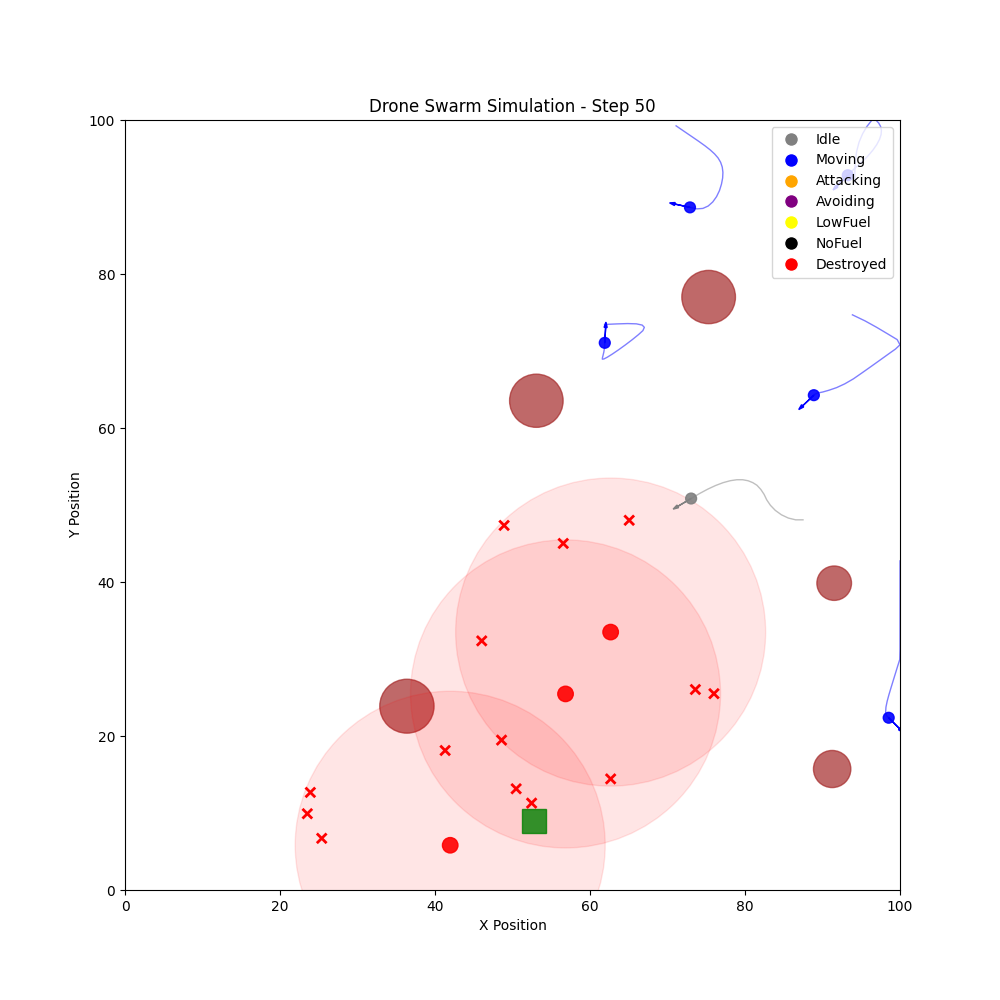 Drone Swarm Simulation - Step 50
100
80
60
40
20
0
Y Position
Idle
Moving
Attacking
Avoiding
LowFuel
NoFuel
Destroyed
0 20 40 60 80 100
X Position